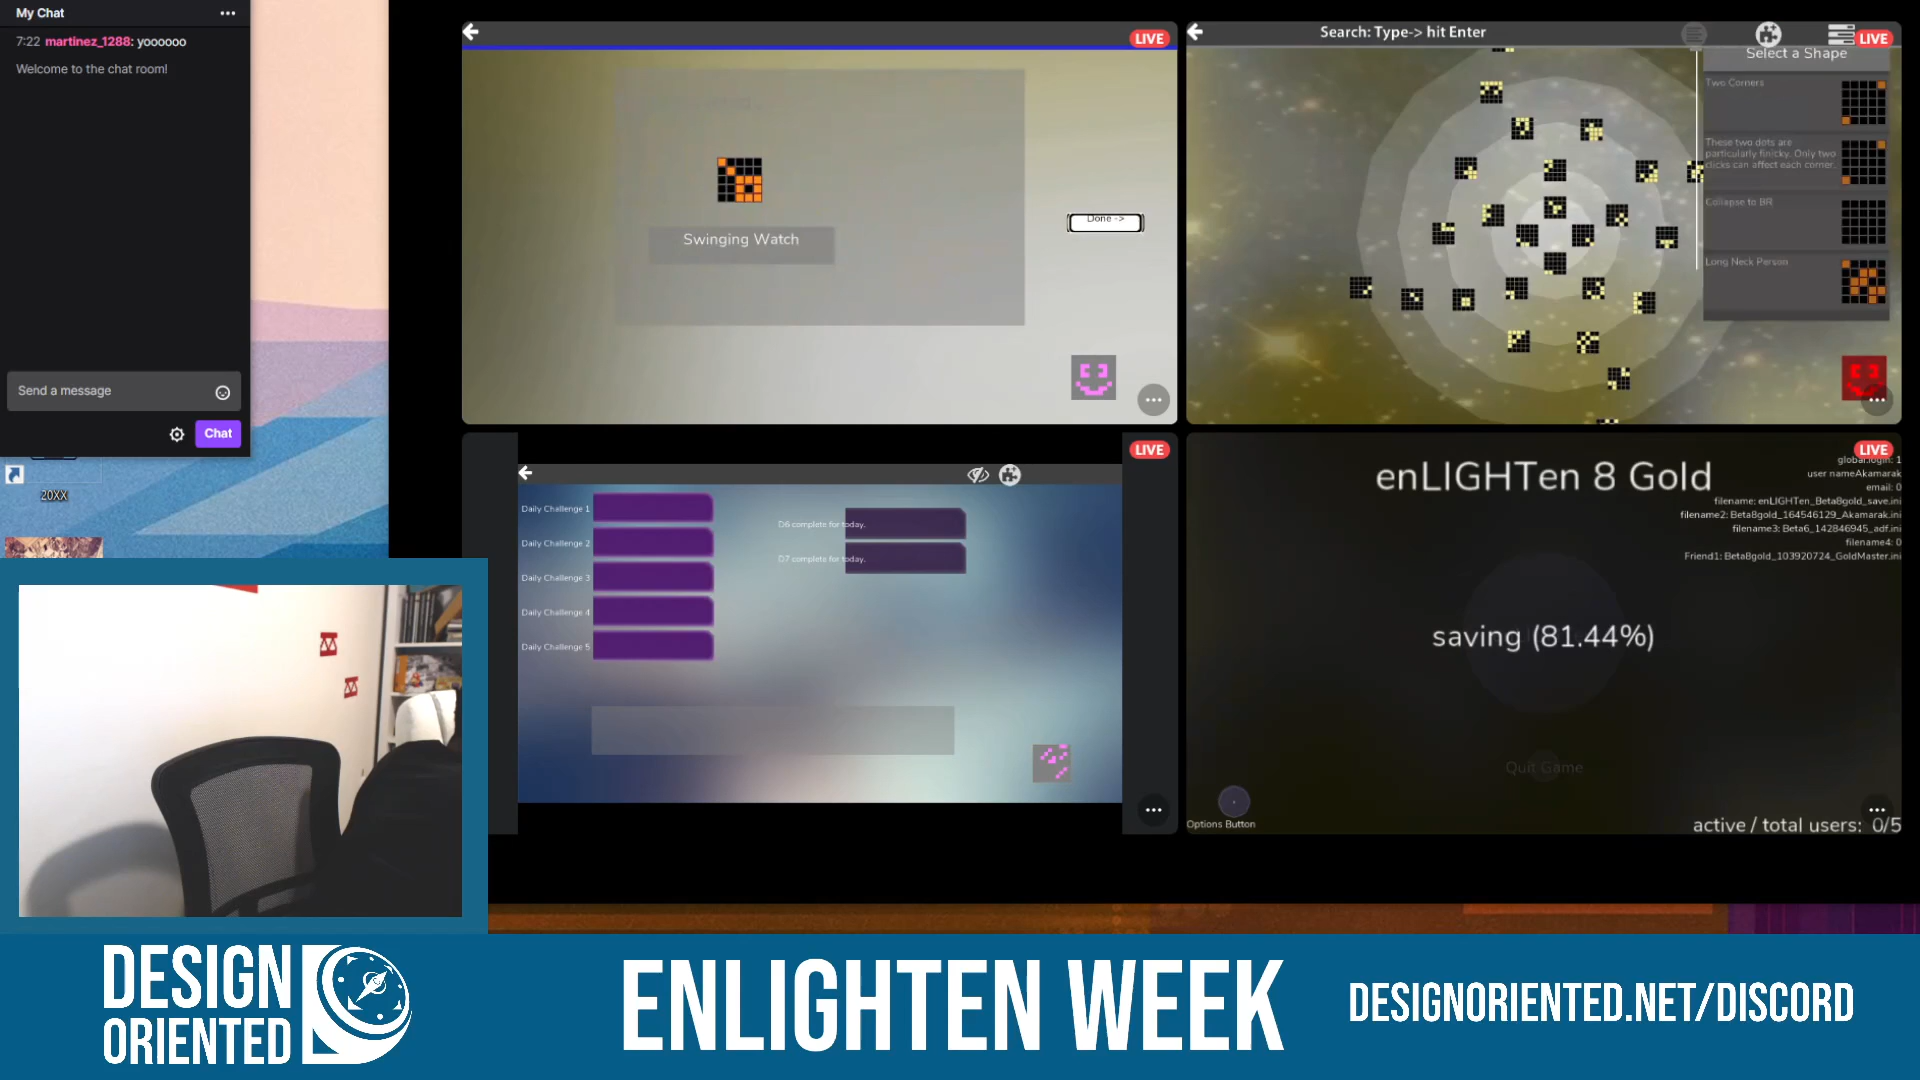 My Chat
7:22 martinez_1288: yoooooo
Welcome to the chat room!
Send a message
Chat
20XX
LIVE
Swinging Watch
Done ->
Search: Type-> hit Enter
LIVE
Select a Shape
Two Corners
These two dots are
particularly finicky. Only two
clicks can affect each corner.
Collapse to BR
Long Neck Person
LIVE
Daily Challenge 1
Daily Challenge 2
Daily Challenge 3
Daily Challenge 4
Daily Challenge 5
D6 complete for today.
D7 complete for today.
LIVE
enLIGHTen 8 Gold
global.login: 1
user nameAkamarak
email: 0
filename: enLIGHTen_Beta8gold_save.ini
filename2: Beta8gold_164546129_Akamarak.ini
filename3: Beta6_142846945_adf.ini
filename4: 0
Friend1: Beta8gold_103920724_GoldMaster.ini
saving (81.44%)
Quit Game
Options Button
active / total users: 0/5
DESIGN
ORIENTED
ENLIGHTEN WEEK
DESIGNORIENTED.NET/DISCORD